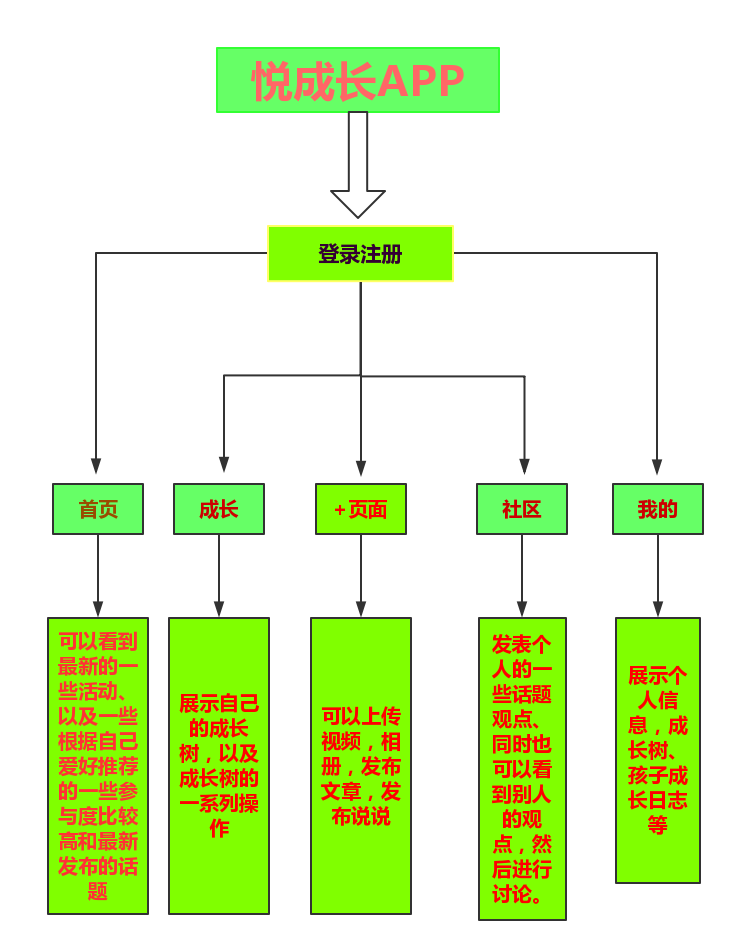 悦成长APP
登录注册
首页
成长
+页面
社区
我的
可以看到
最新的一
些活动、
以及一些
根据自己
爱好推荐
的一些参
与度比较
高和最新
发布的话
题
展示自己
的成长
树，以及
成长树的
一系列操
作
可以上传
视频，相
册，发布
文章，发
布说说
发表个
人的一
些话题
观点、
同时也
可以看
到别人
的观
点，然
后进行
讨论。
展示个
人信
息，成
长树、
孩子成
长日志
等